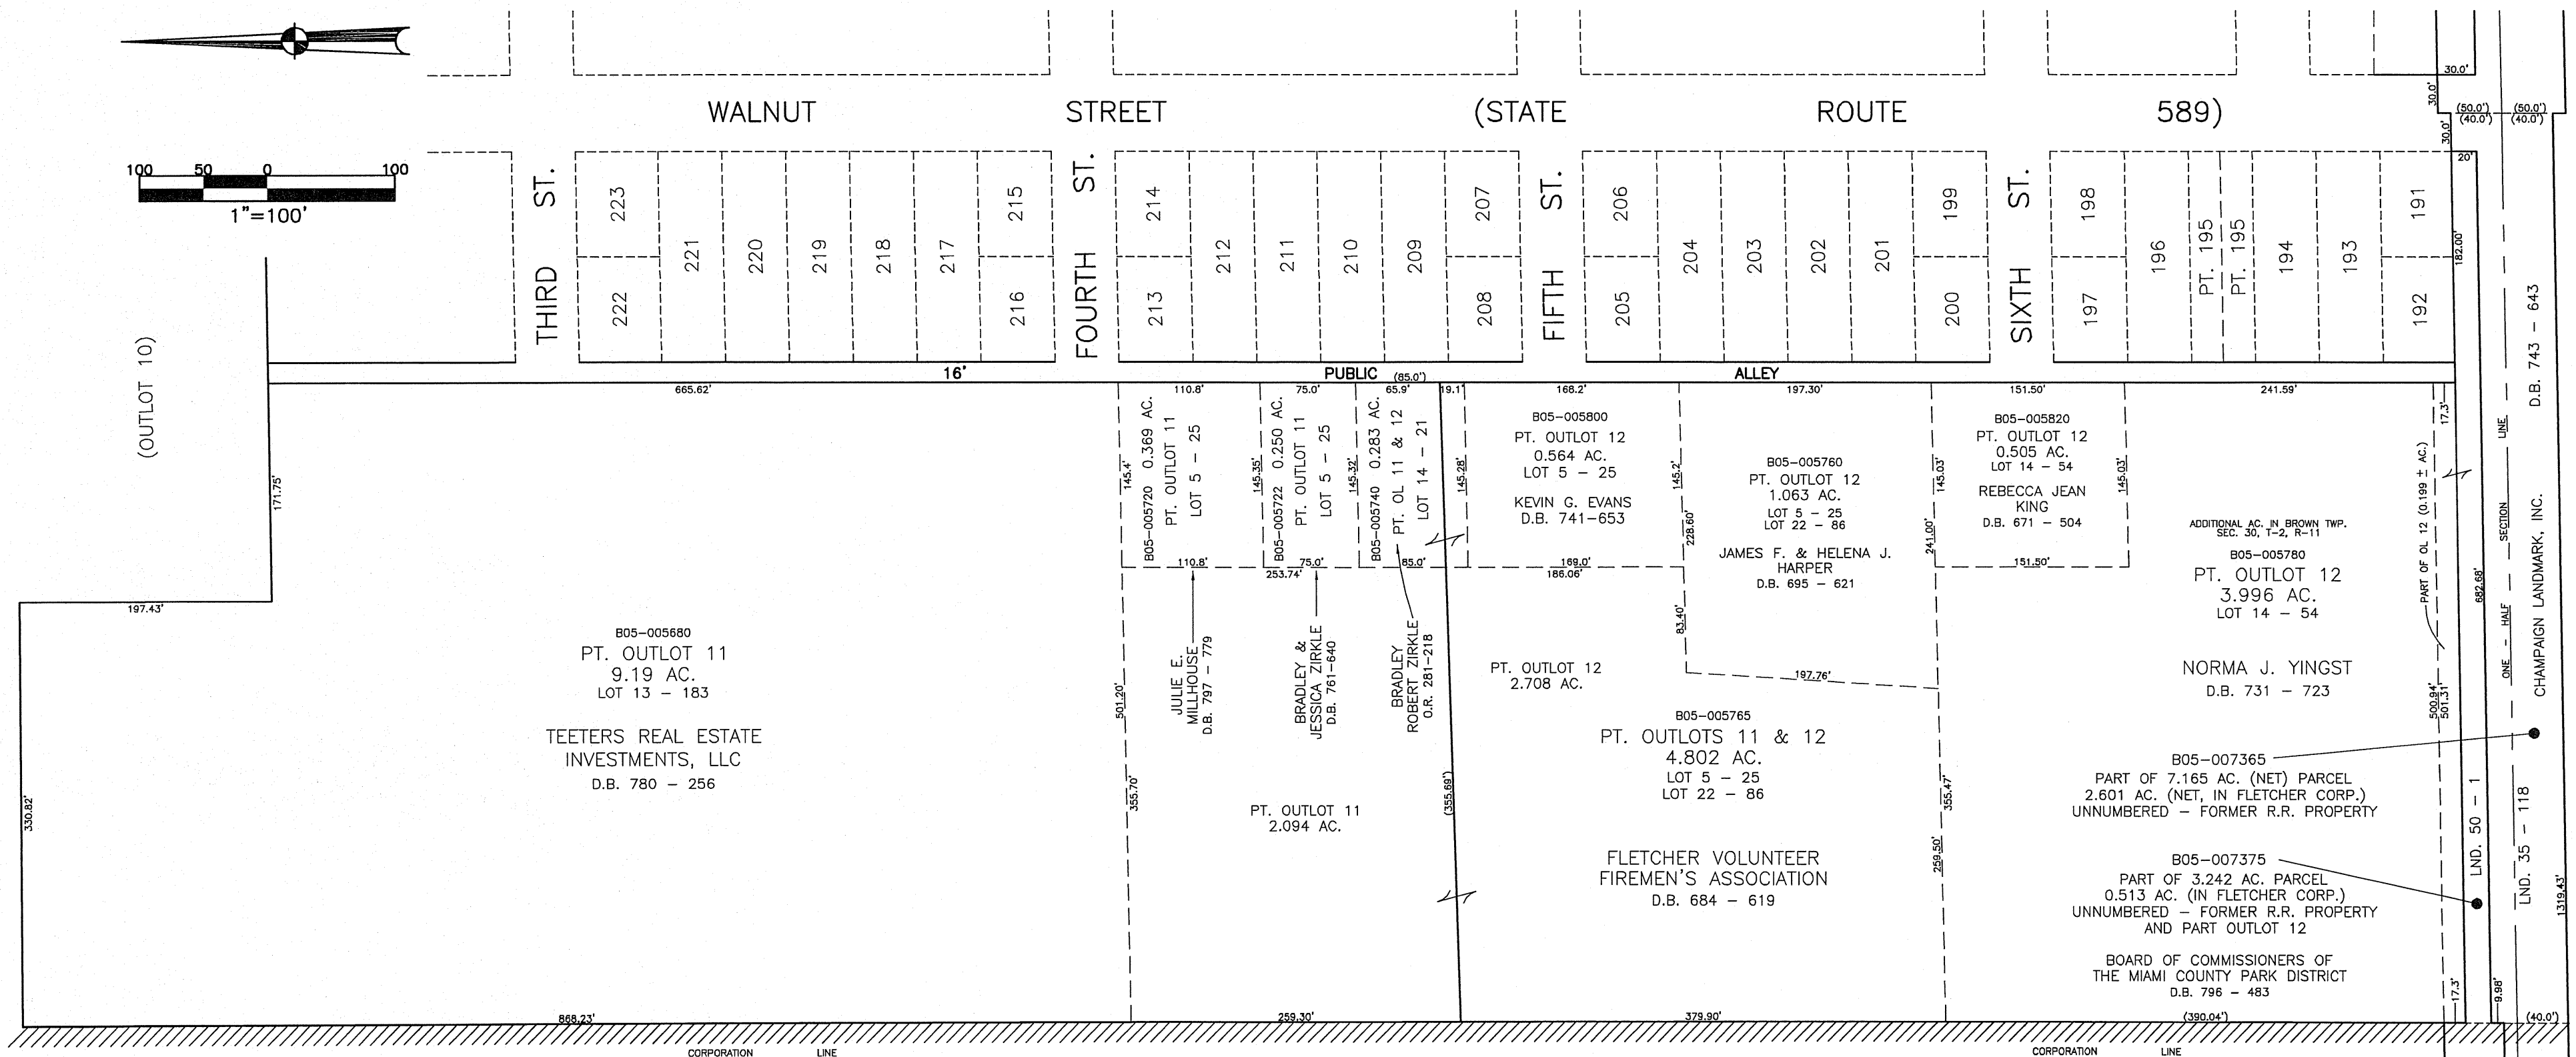 30.0'
30.0'
(50.0')
(50.0')
(40.0')
(40.0')
30.0'
20'
WALNUT STREET (STATE ROUTE 589)
100 50 0 100
1"=100'
THIRD ST.
FOURTH ST.
FIFTH ST.
SIXTH ST.
223
222
221
220
219
218
217
215
216
214
213
212
211
210
209
207
208
206
205
204
203
202
201
199
200
198
197
196
PT. 195
PT. 195
194
193
191
192
182.00'
(OUTLOT 10)
16' PUBLIC ALLEY
(85.0')
665.62'
110.8'
75.0'
65.9'
19.11'
168.2'
197.30'
151.50'
241.59'
17.3'
171.75'
197.43'
330.82'
868.23'
B05-005680
PT. OUTLOT 11
9.19 AC.
LOT 13 - 183
TEETERS REAL ESTATE
INVESTMENTS, LLC
D.B. 780 - 256
145.4'
501.20'
355.70'
B05-005720 0.369 AC.
PT. OUTLOT 11
LOT 5 - 25
110.8'
JULIE E.
MILLHOUSE
D.B. 797 - 779
145.35'
B05-005722 0.250 AC.
PT. OUTLOT 11
LOT 5 - 25
75.0'
253.74'
BRADLEY &
JESSICA ZIRKLE
D.B. 761-640
145.32'
B05-005740 0.283 AC.
PT. OL 11 & 12
LOT 14 - 21
85.0'
BRADLEY
ROBERT ZIRKLE
O.R. 281-218
145.28'
PT. OUTLOT 11
2.094 AC.
(355.69')
259.30'
B05-005800
PT. OUTLOT 12
0.564 AC.
LOT 5 - 25
KEVIN G. EVANS
D.B. 741-653
169.0'
186.06'
145.2'
228.60'
83.40'
B05-005760
PT. OUTLOT 12
1.063 AC.
LOT 5 - 25
LOT 22 - 86
JAMES F. & HELENA J.
HARPER
D.B. 695 - 621
197.76'
PT. OUTLOT 12
2.708 AC.
B05-005765
PT. OUTLOTS 11 & 12
4.802 AC.
LOT 5 - 25
LOT 22 - 86
FLETCHER VOLUNTEER
FIREMEN'S ASSOCIATION
D.B. 684 - 619
379.90'
145.03'
241.00'
355.47'
259.50'
B05-005820
PT. OUTLOT 12
0.505 AC.
LOT 14 - 54
REBECCA JEAN
KING
D.B. 671 - 504
151.50'
145.03'
ADDITIONAL AC. IN BROWN TWP.
SEC. 30, T-2, R-11
B05-005780
PT. OUTLOT 12
3.996 AC.
LOT 14 - 54
NORMA J. YINGST
D.B. 731 - 723
PART OF OL 12 (0.199 ± AC.)
500.94'
501.31'
682.68'
B05-007365
PART OF 7.165 AC. (NET) PARCEL
2.601 AC. (NET, IN FLETCHER CORP.)
UNNUMBERED - FORMER R.R. PROPERTY
B05-007375
PART OF 3.242 AC. PARCEL
0.513 AC. (IN FLETCHER CORP.)
UNNUMBERED - FORMER R.R. PROPERTY
AND PART OUTLOT 12
BOARD OF COMMISSIONERS OF
THE MIAMI COUNTY PARK DISTRICT
D.B. 796 - 483
(390.04')
17.3'
9.98'
(40.0')
LND. 50 - 1
LND. 35 - 118
ONE - HALF SECTION LINE
CHAMPAIGN LANDMARK, INC. D.B. 743 - 643
1319.43'
CORPORATION LINE
CORPORATION LINE